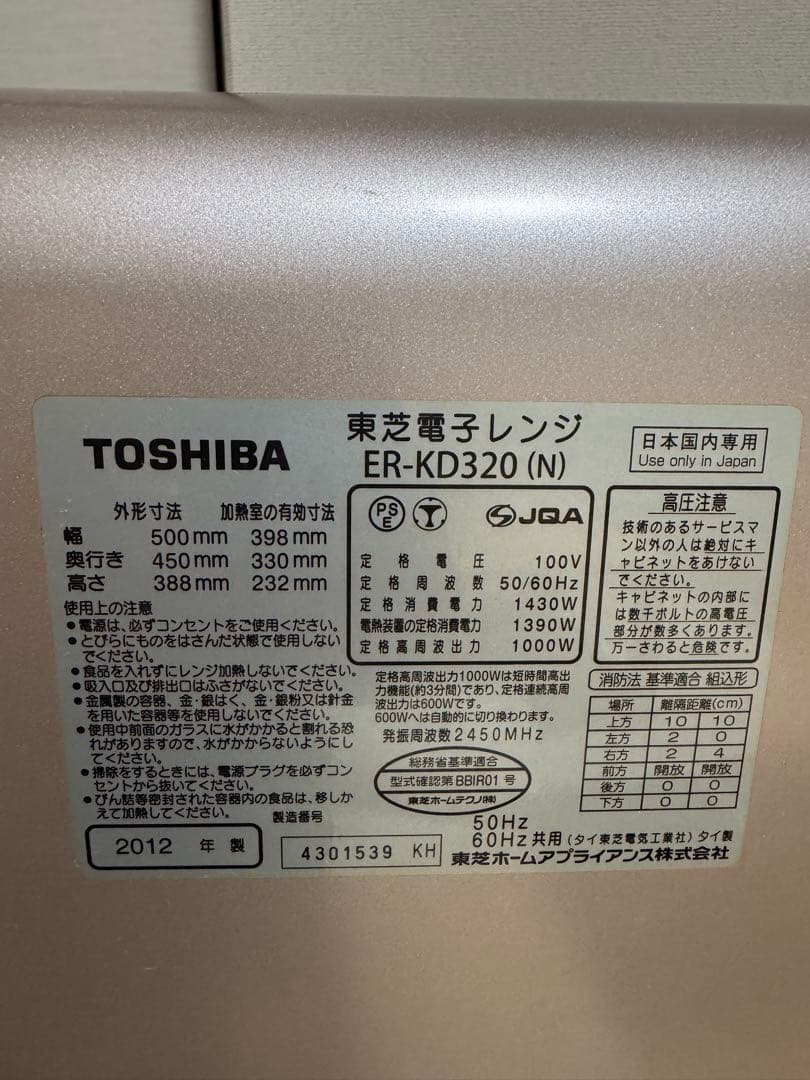 TOSHIBA
東芝電子レンジ
ER-KD320 (N)
日本国内専用
Use only in Japan
外形寸法 加熱室の有効寸法
幅 500mm 398mm
奥行き 450mm 330mm
高さ 388mm 232mm
使用上の注意
●電源は、必ずコンセントをご使用ください。
●とびらにものをはさんだ状態で使用しない
でください。
●食品を入れずにレンジ加熱しないでください。
●吸入口及び排出口はふさがないでください。
●金属製の容器、金・銀はく、金・銀粉又は針金
を用いた容器等を使用しないでください。
●使用中前面のガラスに水がかかると割れる恐
れがありますので、水がかからないようにし
てください。
●掃除をするときには、電源プラグを必ずコン
セントから抜いてください。
●びん詰等密封された容器内の食品は、移しか
えて加熱してください。
PSE JQA
定格電圧 100V
定格周波数 50/60Hz
定格消費電力 1430W
電熱装置の定格消費電力 1390W
定格高周波出力 1000W
定格高周波出力1000Wは短時間高出
力機能(約3分間)であり、定格連続高周
波出力は600Wです。
600Wへは自動的に切り換わります。
発振周波数2450MHz
総務省基準適合
型式確認第BBIR01号
東芝ホームテクノ(株)
高圧注意
技術のあるサービスマ
ン以外の人は絶対にキ
ャビネットをあけない
でください。
キャビネットの内部に
は数千ボルトの高電圧
部分が数多くあります。
万一さわると危険です。
消防法 基準適合 組込形
場所 離隔距離(cm)
上方 10 10
左方 2 0
右方 2 4
前方 開放 開放
後方 0 0
下方 0 0
製造番号
2012 年 製
4301539 KH
50Hz
60Hz 共用 (タイ東芝電気工業社) タイ製
東芝ホームアプライアンス株式会社